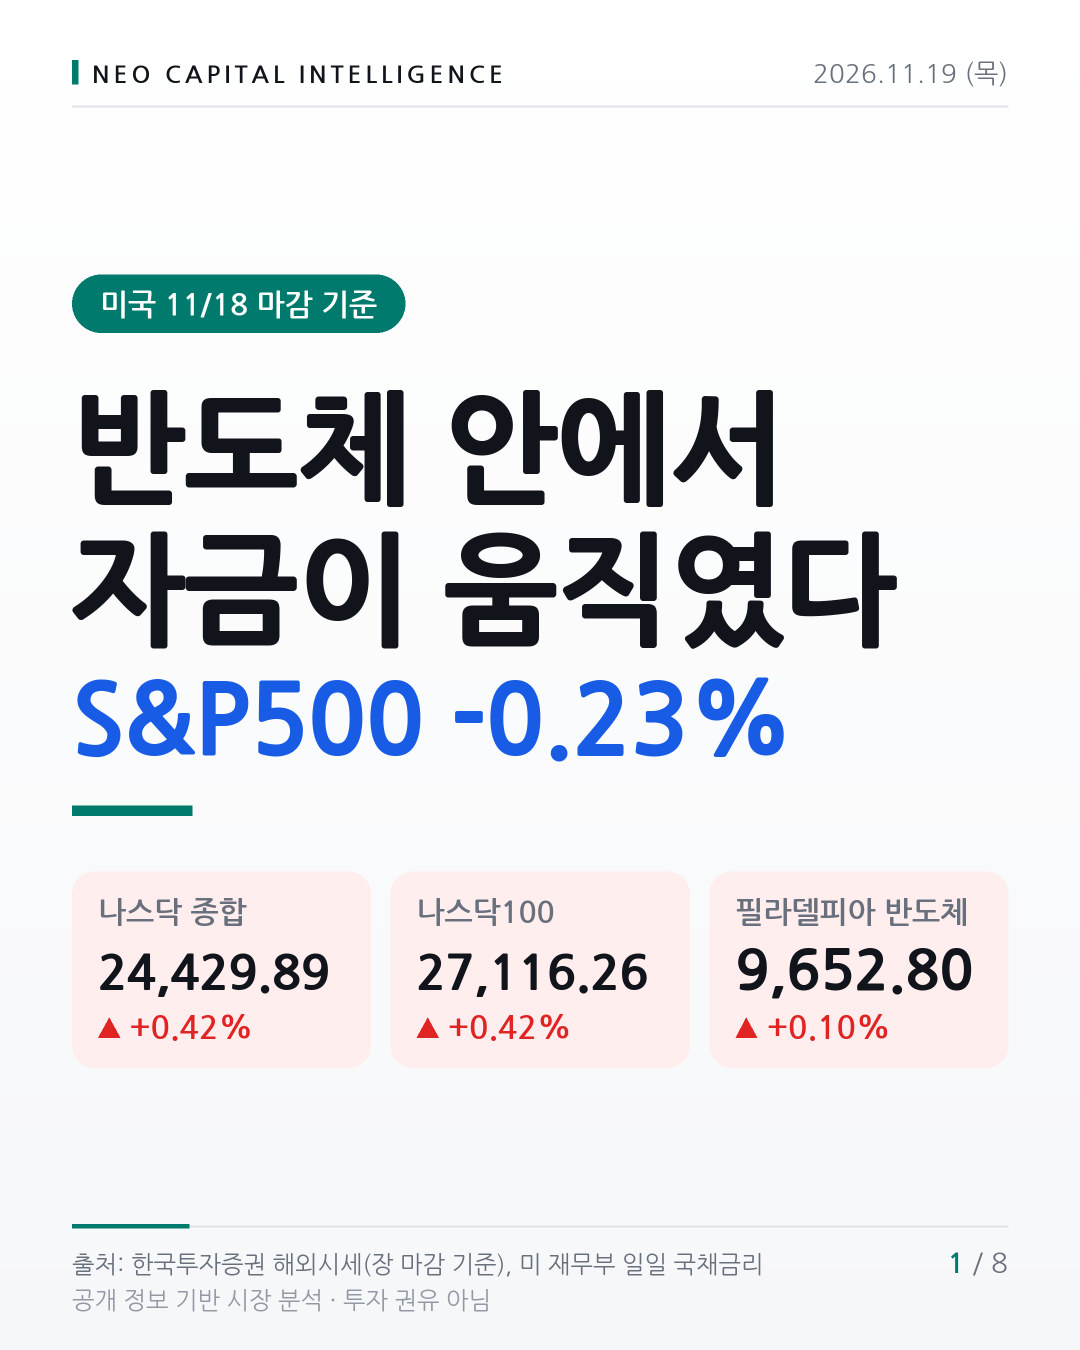 NEO CAPITAL INTELLIGENCE
2026.11.19 (목)
미국 11/18 마감 기준
반도체 안에서
자금이 움직였다
S&P500 -0.23%
나스닥 종합
24,429.89
▲ +0.42%
나스닥100
27,116.26
▲ +0.42%
필라델피아 반도체
9,652.80
▲ +0.10%
출처: 한국투자증권 해외시세(장 마감 기준), 미 재무부 일일 국채금리
1 / 8
공개 정보 기반 시장 분석 · 투자 권유 아님